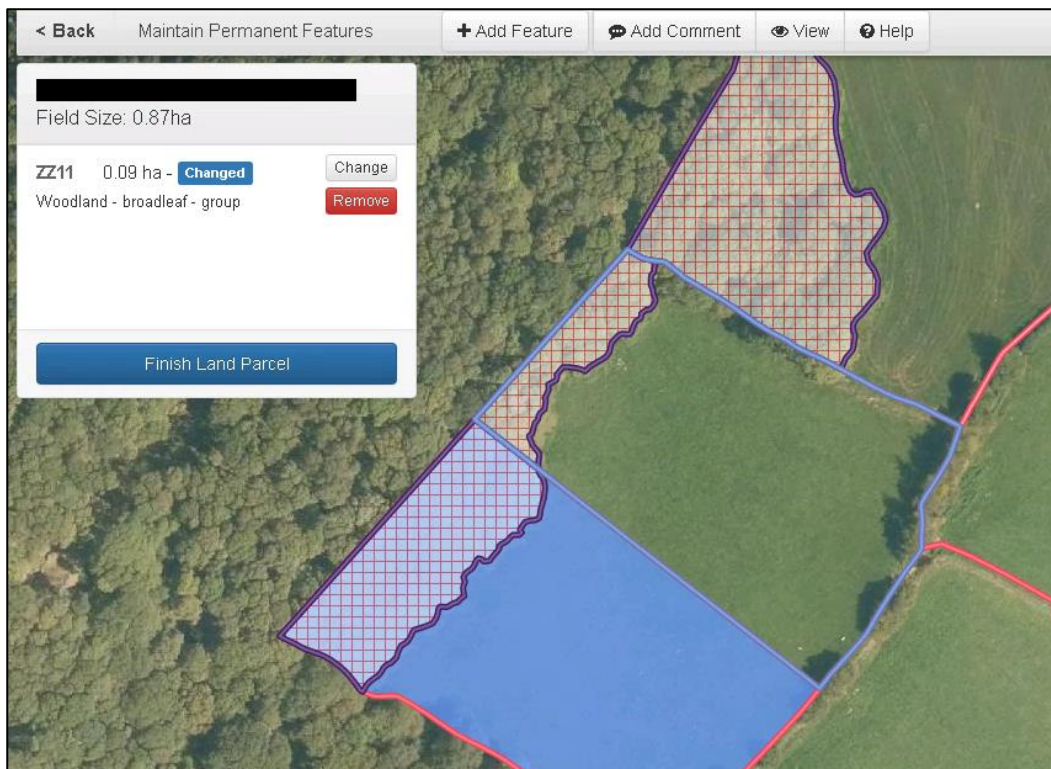 < Back Maintain Permanent Features Add Feature Add Comment View Help
Field Size: 0.87ha
ZZ11 0.09 ha - Changed Change
Woodland - broadleaf - group Remove
Finish Land Parcel